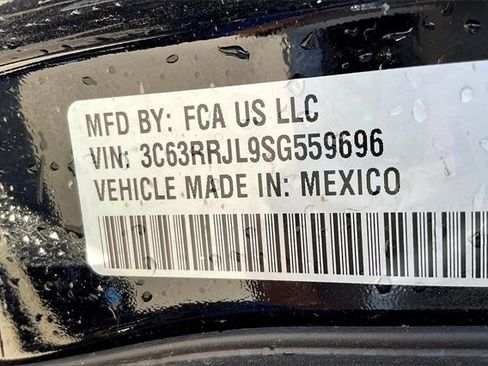 MFD BY: FCA US LLC
VIN: 3C63RRJL9SG559696
VEHICLE MADE IN: MEXICO